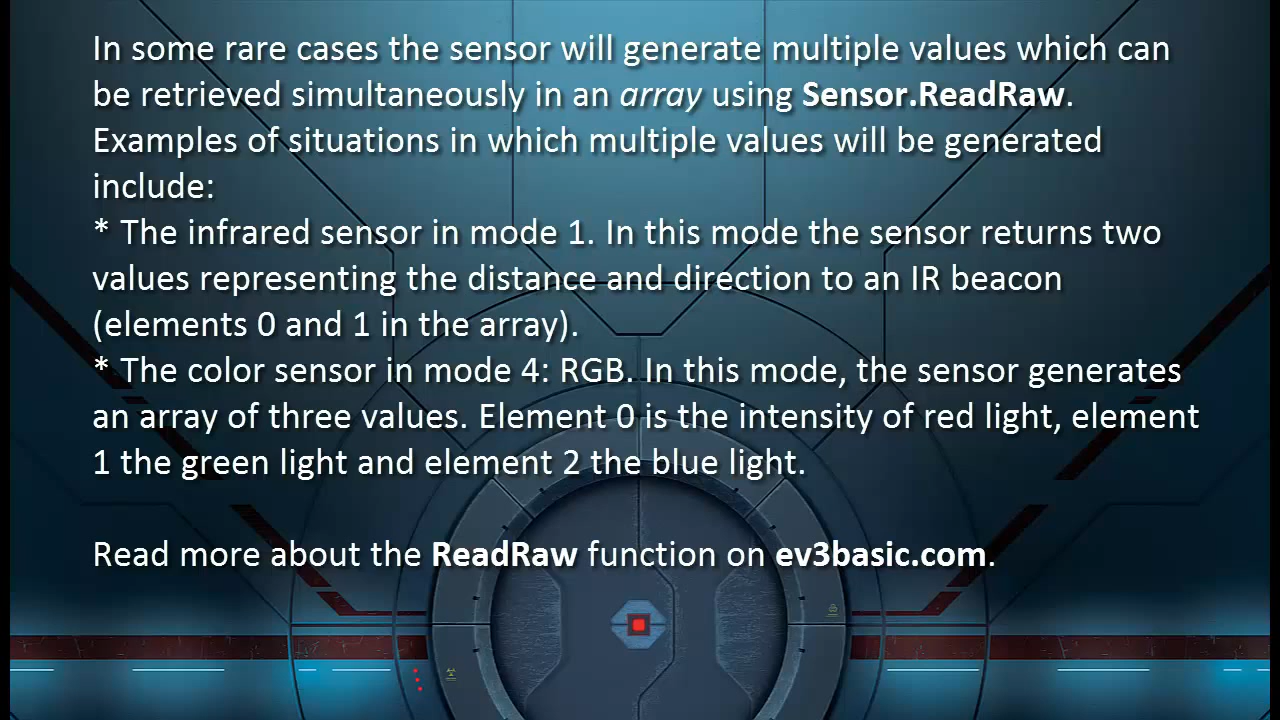 In some rare cases the sensor will generate multiple values which can
be retrieved simultaneously in an array using Sensor.ReadRaw.
Examples of situations in which multiple values will be generated
include:
* The infrared sensor in mode 1. In this mode the sensor returns two
values representing the distance and direction to an IR beacon
(elements 0 and 1 in the array).
* The color sensor in mode 4: RGB. In this mode, the sensor generates
an array of three values. Element 0 is the intensity of red light, element
1 the green light and element 2 the blue light.
Read more about the ReadRaw function on ev3basic.com.